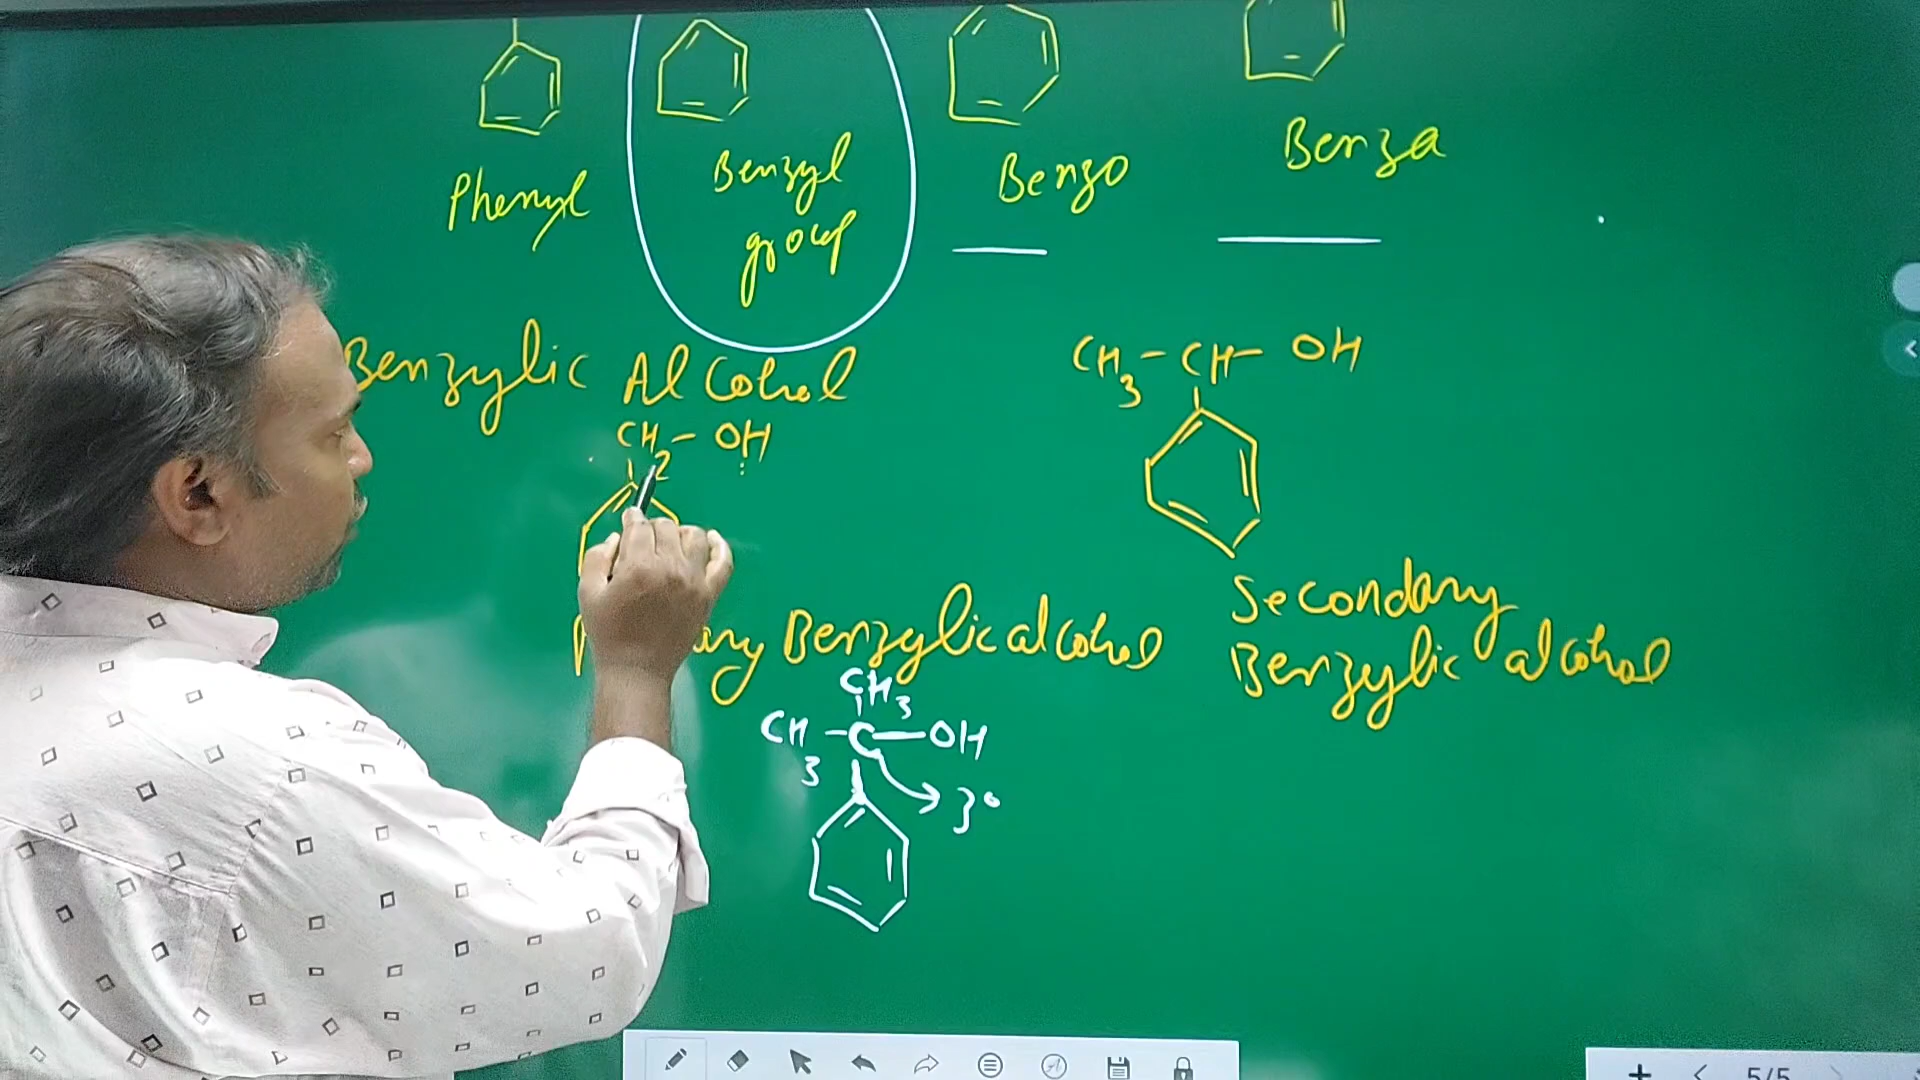 Phenyl
Benzyl
group
Benzo
Benza
Benzylic Alcohol
CH2 - OH
CH3 - CH - OH
Benzylic alcohol
Secondary
Benzylic alcohol
CH3
CH3 - C - OH
3°
5/5